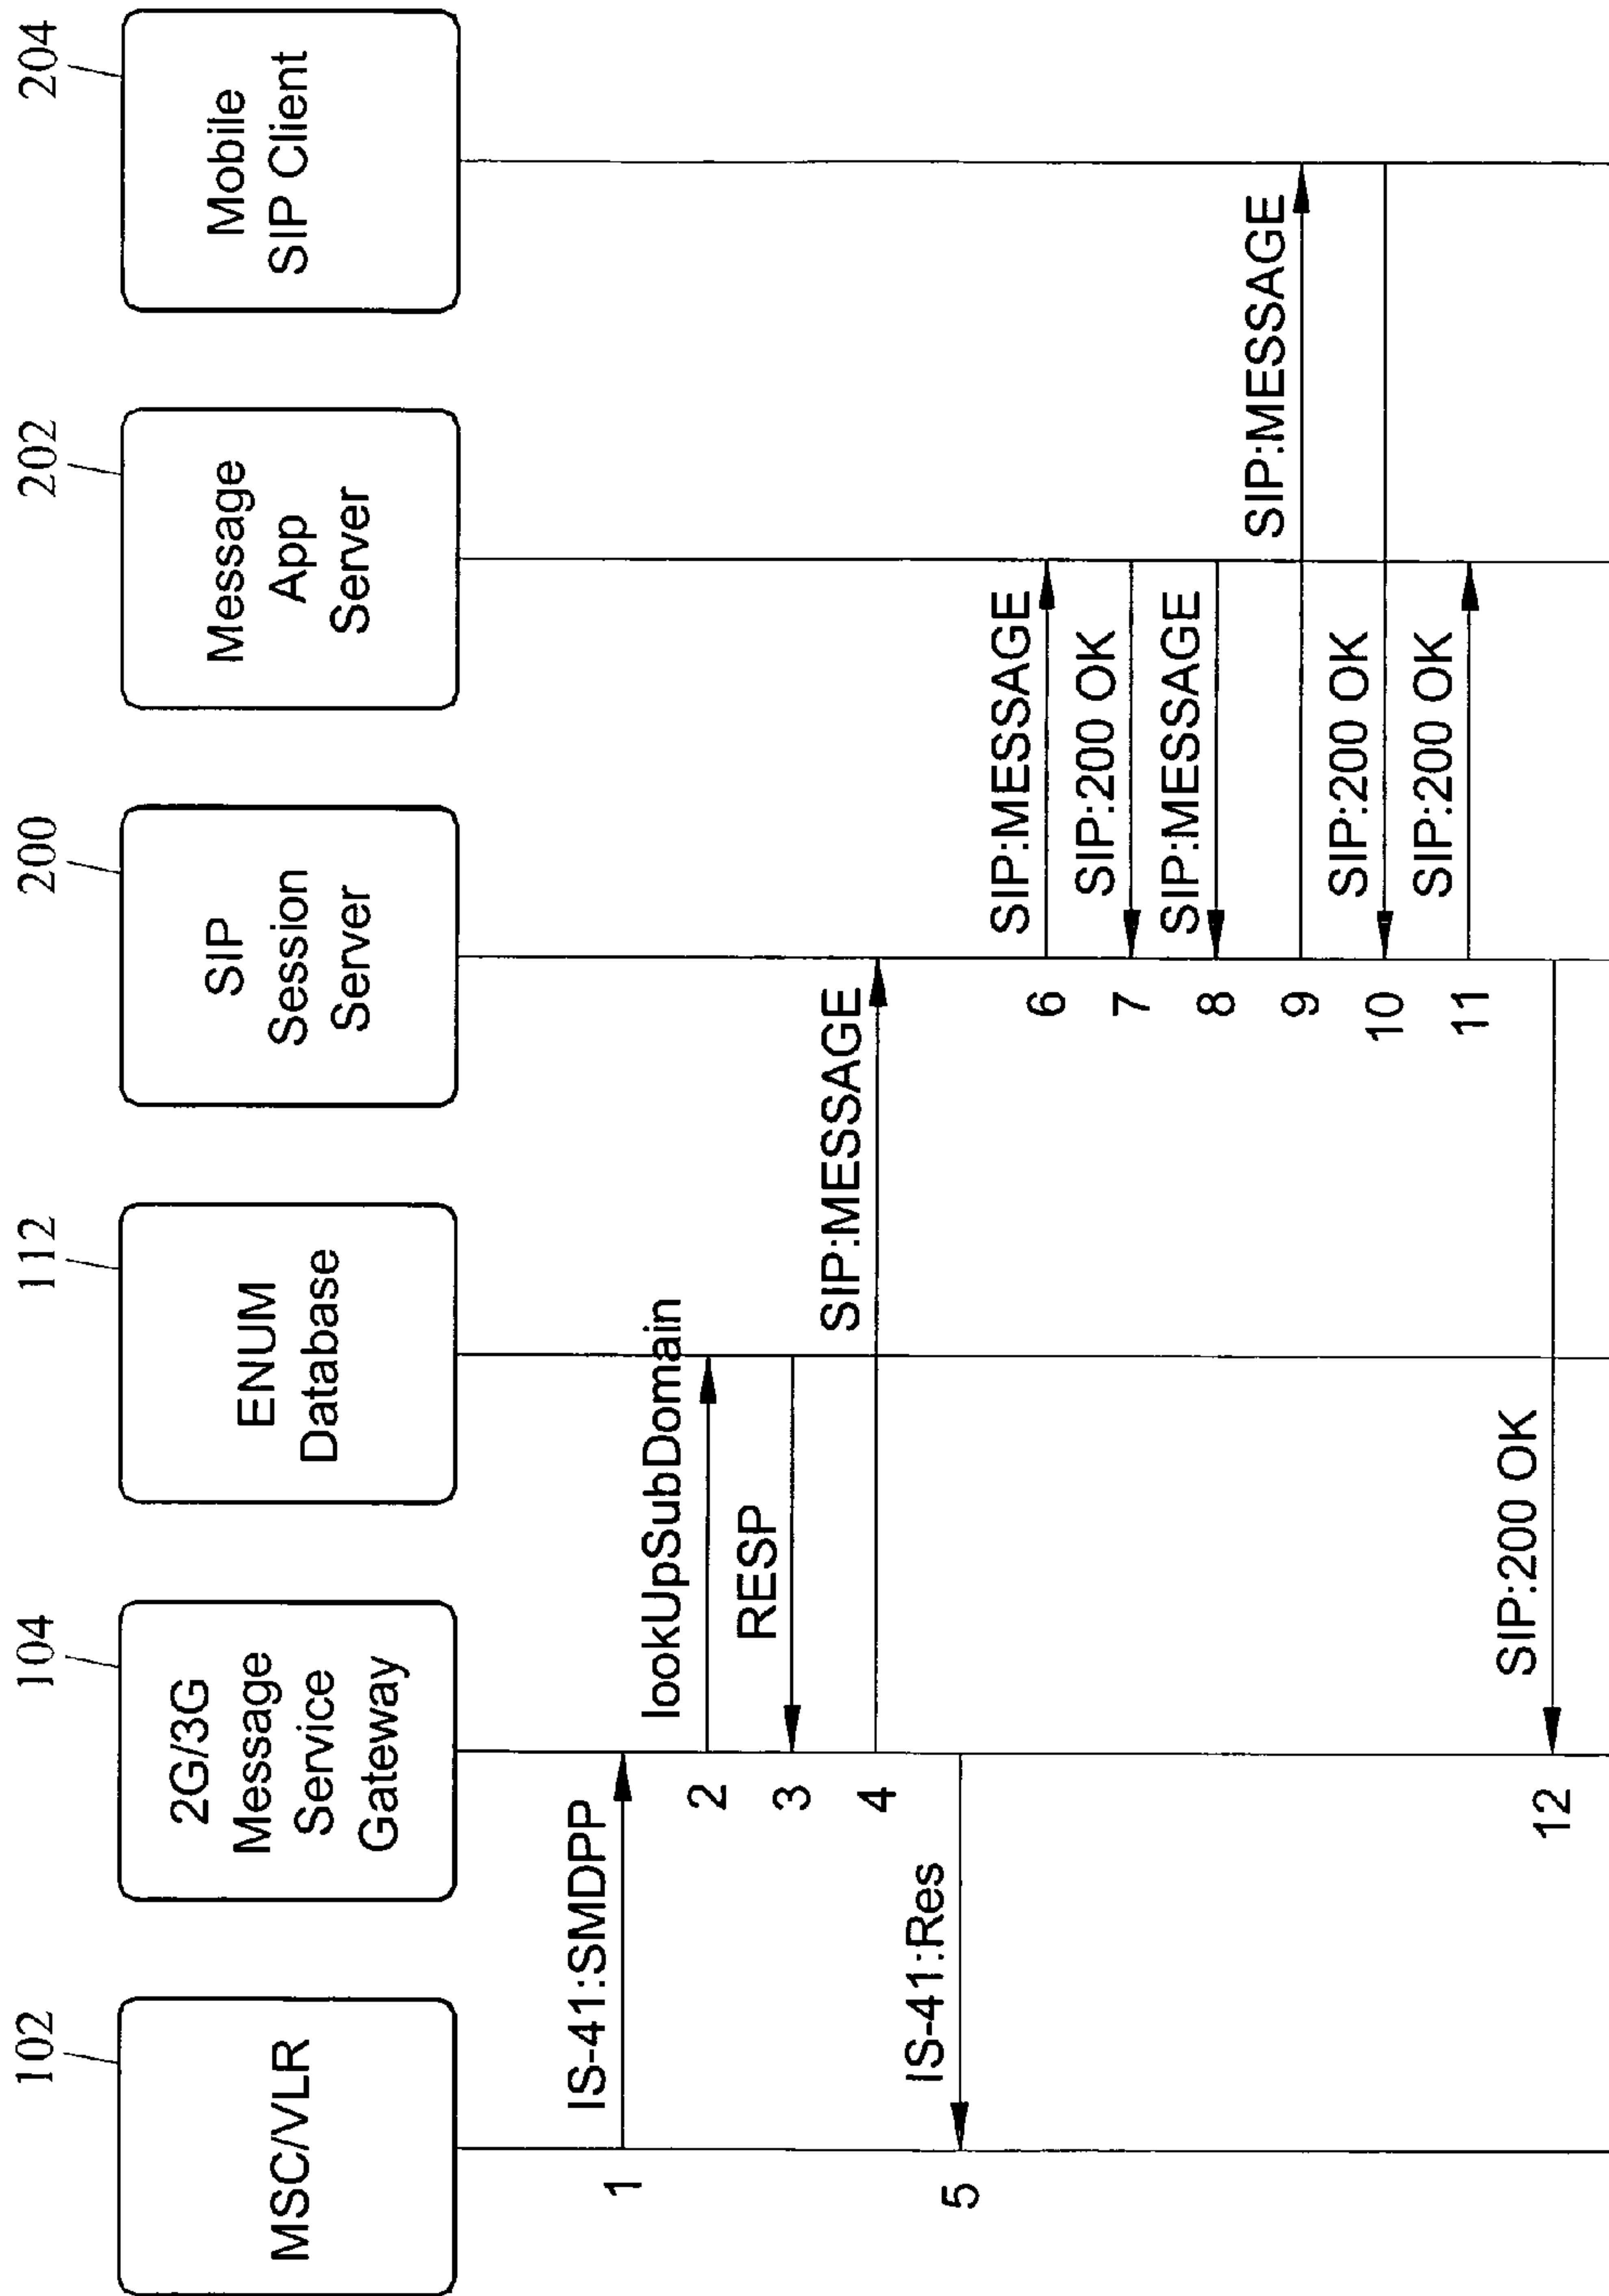 102
104
112
200
202
204
MSC/VLR
2G/3G
Message
Service
Gateway
ENUM
Database
SIP
Session
Server
Message
App
Server
Mobile
SIP Client
1
IS-41:SMDPP
2
lookUpSubDomain
3
RESP
4
SIP:MESSAGE
5
IS-41:Res
6
SIP:MESSAGE
7
SIP:200 OK
8
SIP:MESSAGE
9
SIP:MESSAGE
10
SIP:200 OK
11
SIP:200 OK
12
SIP:200 OK